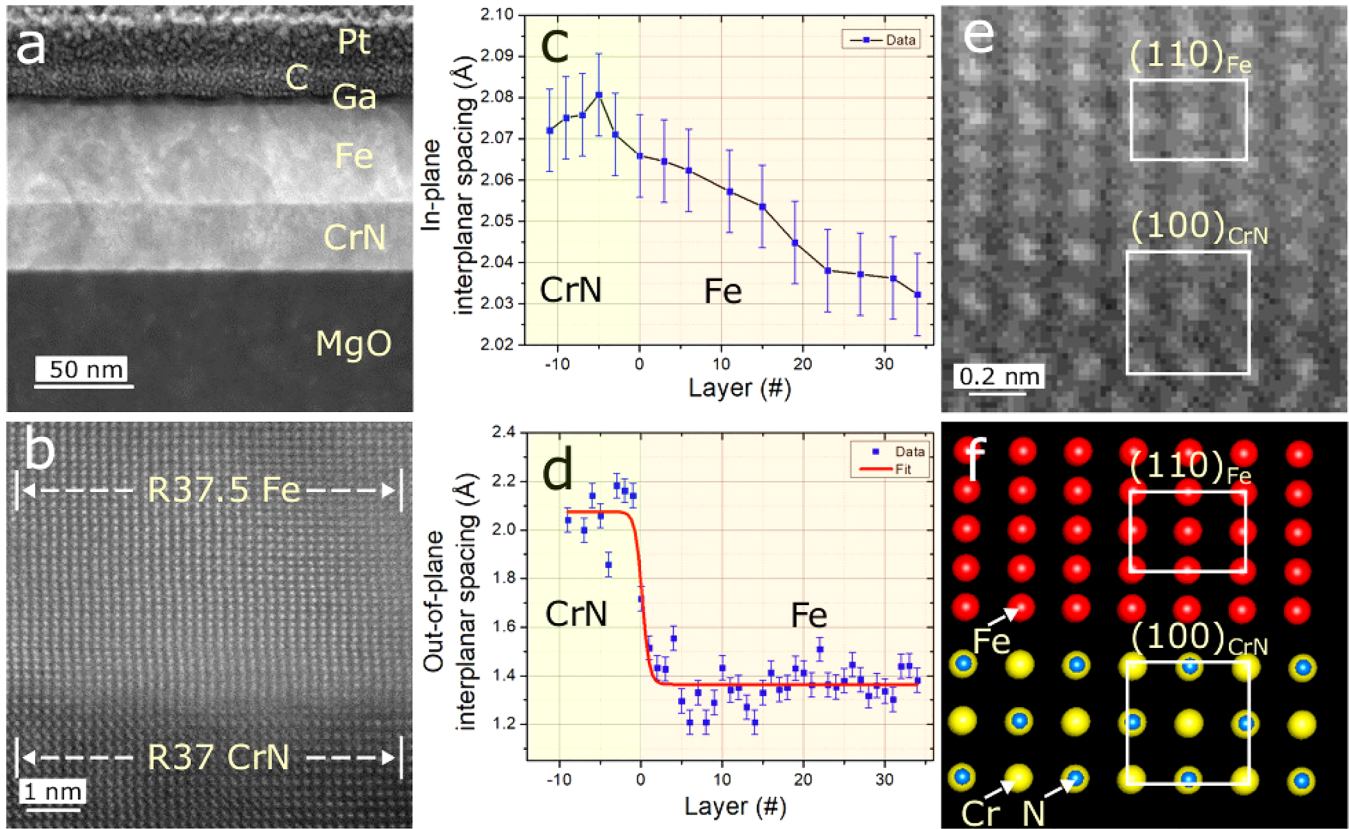 a
Pt
C
Ga
Fe
CrN
MgO
50 nm
b
R37.5 Fe
R37 CrN
1 nm
c
In-plane
interplanar spacing (Å)
2.10
2.09
2.08
2.07
2.06
2.05
2.04
2.03
2.02
Data
CrN
Fe
-10 0 10 20 30
Layer (#)
d
Out-of-plane
interplanar spacing (Å)
2.4
2.2
2.0
1.8
1.6
1.4
1.2
Data
Fit
CrN
Fe
-10 0 10 20 30
Layer (#)
e
(110)Fe
(100)CrN
0.2 nm
f
(110)Fe
Fe
(100)CrN
Cr N